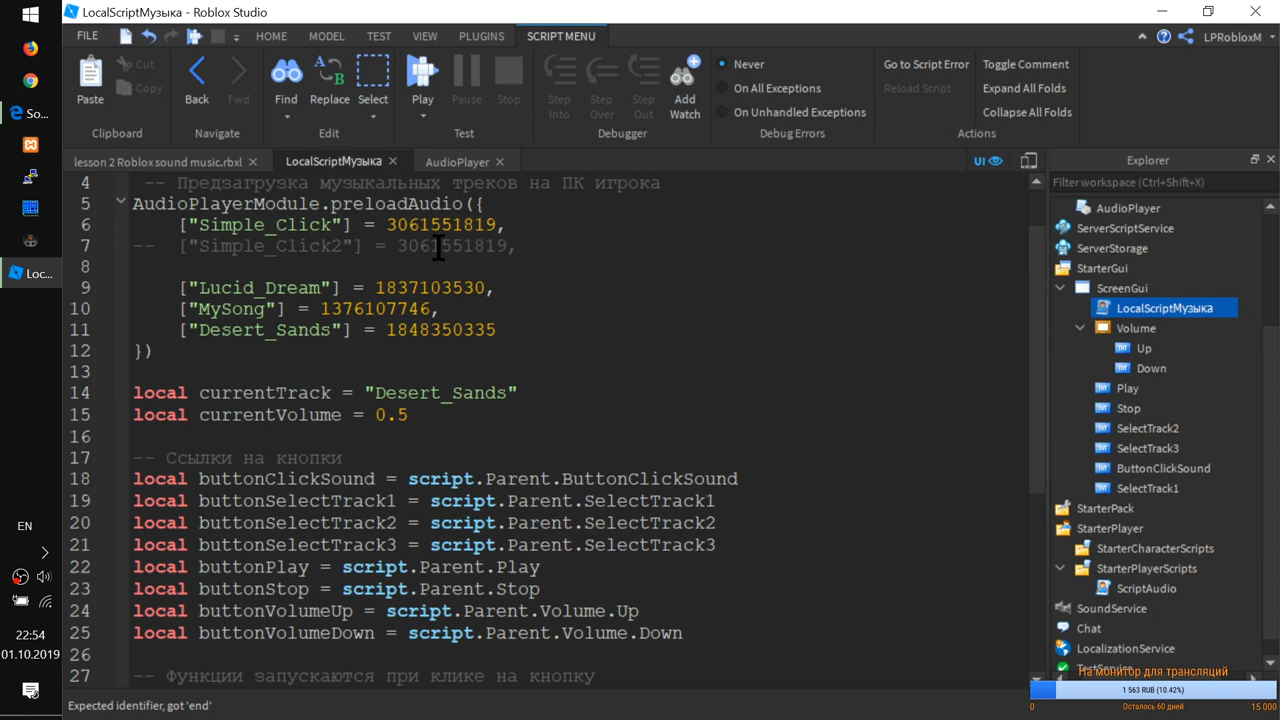 LocalScriptМузыка - Roblox Studio
FILE HOME MODEL TEST VIEW PLUGINS SCRIPT MENU LPRobloxM
Paste Cut Copy
Clipboard
Back Fwd
Navigate
Find Replace Select
Edit
Play Pause Stop
Test
Step Into Step Over Step Out Add Watch
Debugger
Never
On All Exceptions
On Unhandled Exceptions
Debug Errors
Go to Script Error Toggle Comment
Reload Script Expand All Folds
Collapse All Folds
Actions
So...
Loc...
EN
22:54
01.10.2019
lesson 2 Roblox sound music.rbxl LocalScriptМузыка AudioPlayer UI
4 -- Предзагрузка музыкальных треков на ПК игрока
5 AudioPlayerModule.preloadAudio({
6 ["Simple_Click"] = 3061551819,
7 -- ["Simple_Click2"] = 3061551819,
8
9 ["Lucid_Dream"] = 1837103530,
10 ["MySong"] = 1376107746,
11 ["Desert_Sands"] = 1848350335
12 })
13
14 local currentTrack = "Desert_Sands"
15 local currentVolume = 0.5
16
17 -- Ссылки на кнопки
18 local buttonClickSound = script.Parent.ButtonClickSound
19 local buttonSelectTrack1 = script.Parent.SelectTrack1
20 local buttonSelectTrack2 = script.Parent.SelectTrack2
21 local buttonSelectTrack3 = script.Parent.SelectTrack3
22 local buttonPlay = script.Parent.Play
23 local buttonStop = script.Parent.Stop
24 local buttonVolumeUp = script.Parent.Volume.Up
25 local buttonVolumeDown = script.Parent.Volume.Down
26
27 -- Функции запускаются при клике на кнопку
Expected identifier, got 'end'
Explorer
Filter workspace (Ctrl+Shift+X)
AudioPlayer
ServerScriptService
ServerStorage
StarterGui
ScreenGui
LocalScriptМузыка
Volume
Up
Down
Play
Stop
SelectTrack2
SelectTrack3
ButtonClickSound
SelectTrack1
StarterPack
StarterPlayer
StarterCharacterScripts
StarterPlayerScripts
ScriptAudio
SoundService
Chat
LocalizationService
TestService
На монитор для трансляций
1 563 RUB (10.42%)
0 Осталось 60 дней 15 000